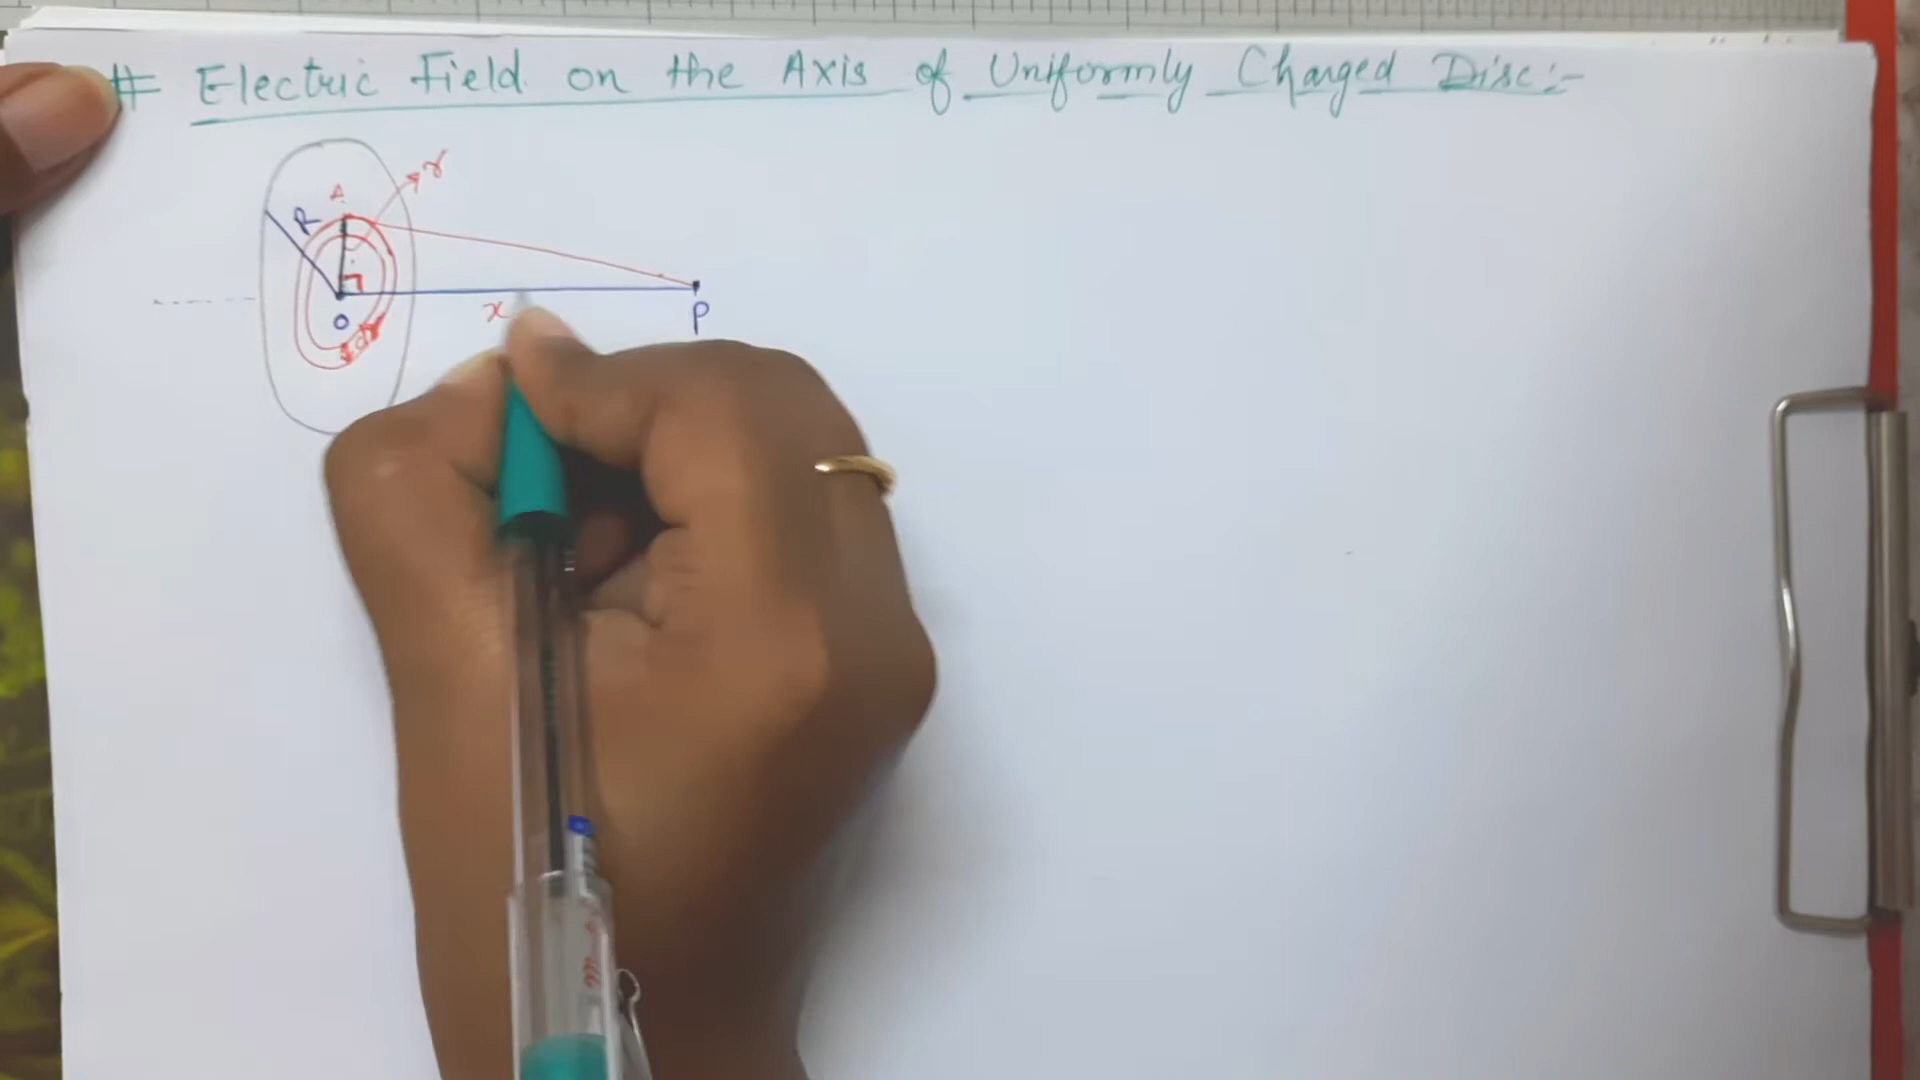 # Electric Field on the Axis of Uniformly Charged Disc:-
r
A
R
x
O
P
dr